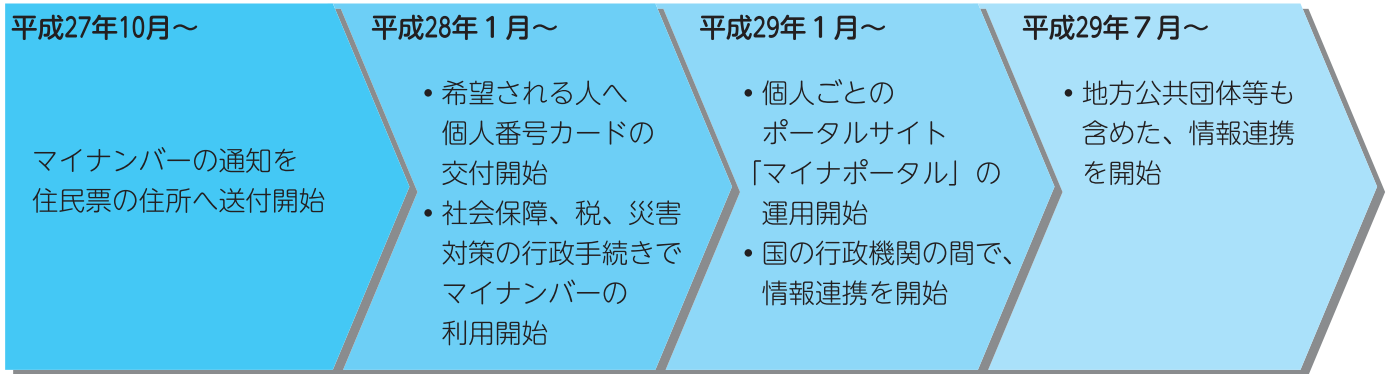 平成27年10月～
マイナンバーの通知を
住民票の住所へ送付開始
平成28年１月～
• 希望される人へ
個人番号カードの
交付開始
• 社会保障、税、災害
対策の行政手続きで
マイナンバーの
利用開始
平成29年１月～
• 個人ごとの
ポータルサイト
「マイナポータル」の
運用開始
• 国の行政機関の間で、
情報連携を開始
平成29年７月～
• 地方公共団体等も
含めた、情報連携
を開始